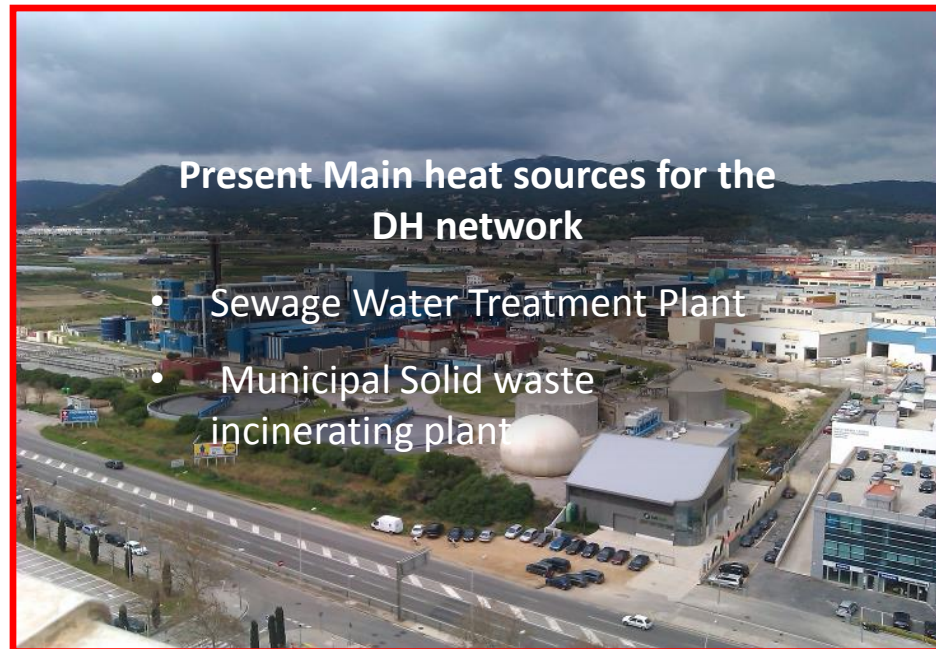 Present Main heat sources for the
DH network
• Sewage Water Treatment Plant
• Municipal Solid waste
incinerating plant